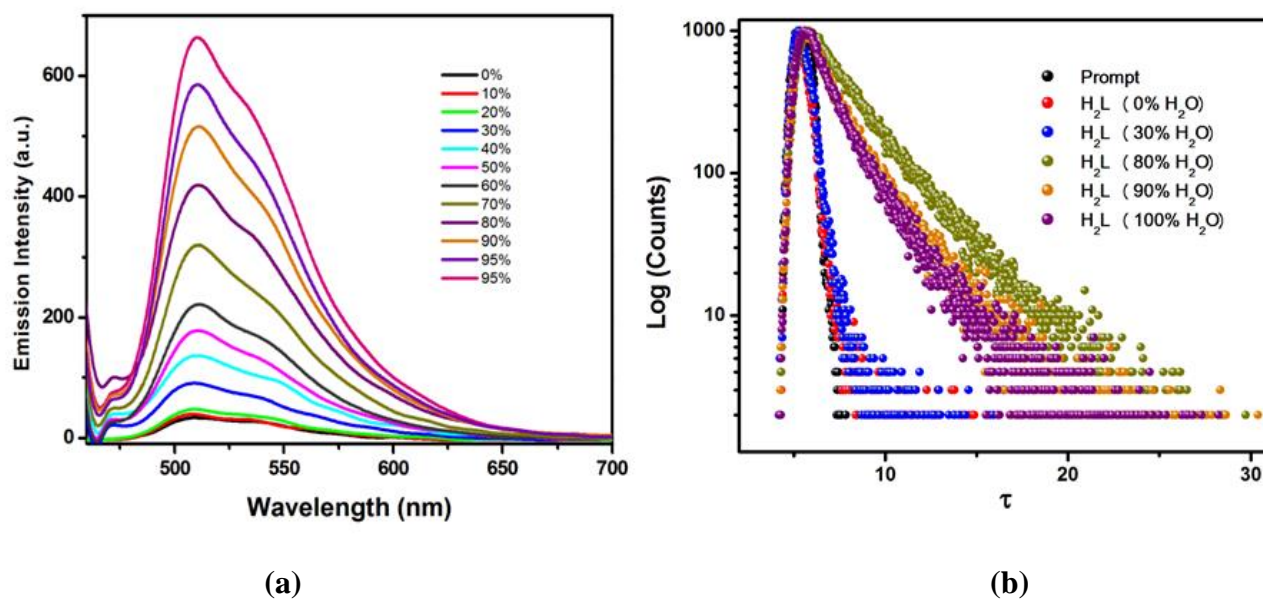 600
400
200
0
500
550
600
650
700
Emission Intensity (a.u.)
Wavelength (nm)
0%
10%
20%
30%
40%
50%
60%
70%
80%
90%
95%
95%
(a)
1000
100
10
10
20
30
Log (Counts)
τ
Prompt
H₂L ( 0% H₂O)
H₂L ( 30% H₂O)
H₂L ( 80% H₂O)
H₂L ( 90% H₂O)
H₂L ( 100% H₂O)
(b)